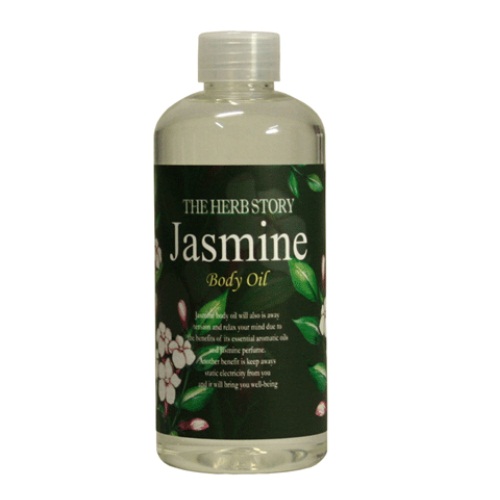 THE HERB STORY
Jasmine
Body Oil
Jasmine body oil will also is away
and relax your mind due to
benefits of its essential aromatic oils
and Jasmine perfume.
Another benefit is keep aways
static electricity from you
and it will bring you well-being